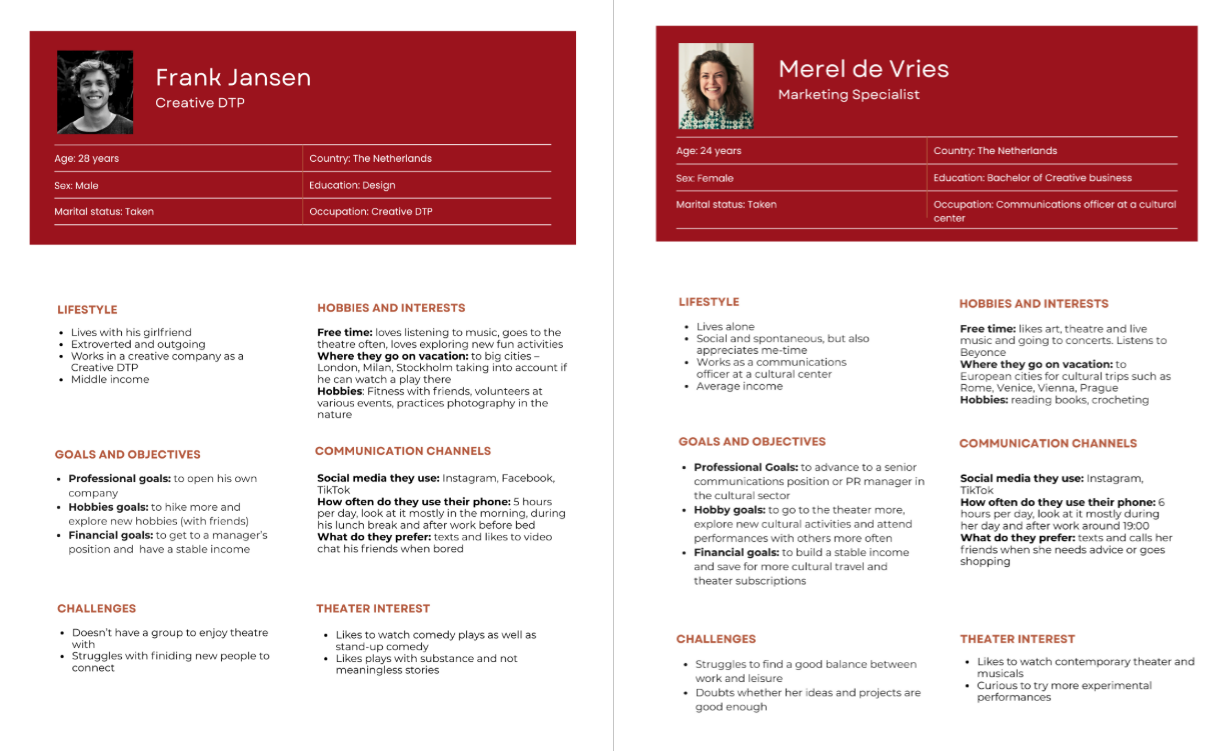 Frank Jansen
Creative DTP
Age: 28 years
Country: The Netherlands
Sex: Male
Education: Design
Marital status: Taken
Occupation: Creative DTP
LIFESTYLE
Lives with his girlfriend
Extroverted and outgoing
Works in a creative company as a
Creative DTP
Middle income
HOBBIES AND INTERESTS
Free time: loves listening to music, goes to the
theatre often, loves exploring new fun activities
Where they go on vacation: to big cities –
London, Milan, Stockholm taking into account if
he can watch a play there
Hobbies: Fitness with friends, volunteers at
various events, practices photography in the
nature
GOALS AND OBJECTIVES
Professional goals: to open his own
company
Hobbies goals: to hike more and
explore new hobbies (with friends)
Financial goals: to get to a manager's
position and have a stable income
COMMUNICATION CHANNELS
Social media they use: Instagram, Facebook,
TikTok
How often do they use their phone: 5 hours
per day, look at it mostly in the morning, during
his lunch break and after work before bed
What do they prefer: texts and likes to video
chat his friends when bored
CHALLENGES
Doesn't have a group to enjoy theatre
with
Struggles with finiding new people to
connect
THEATER INTEREST
Likes to watch comedy plays as well as
stand-up comedy
Likes plays with substance and not
meaningless stories
Merel de Vries
Marketing Specialist
Age: 24 years
Country: The Netherlands
Sex: Female
Education: Bachelor of Creative business
Marital status: Taken
Occupation: Communications officer at a cultural
center
LIFESTYLE
Lives alone
Social and spontaneous, but also
appreciates me-time
Works as a communications
officer at a cultural center
Average income
HOBBIES AND INTERESTS
Free time: likes art, theatre and live
music and going to concerts. Listens to
Beyonce
Where they go on vacation: to
European cities for cultural trips such as
Rome, Venice, Vienna, Prague
Hobbies: reading books, crocheting
GOALS AND OBJECTIVES
Professional Goals: to advance to a senior
communications position or PR manager in
the cultural sector
Hobby goals: to go to the theater more,
explore new cultural activities and attend
performances with others more often
Financial goals: to build a stable income
and save for more cultural travel and
theater subscriptions
COMMUNICATION CHANNELS
Social media they use: Instagram,
TikTok
How often do they use their phone: 6
hours per day, look at it mostly during
her day and after work around 19:00
What do they prefer: texts and calls her
friends when she needs advice or goes
shopping
CHALLENGES
Struggles to find a good balance between
work and leisure
Doubts whether her ideas and projects are
good enough
THEATER INTEREST
Likes to watch contemporary theater and
musicals
Curious to try more experimental
performances